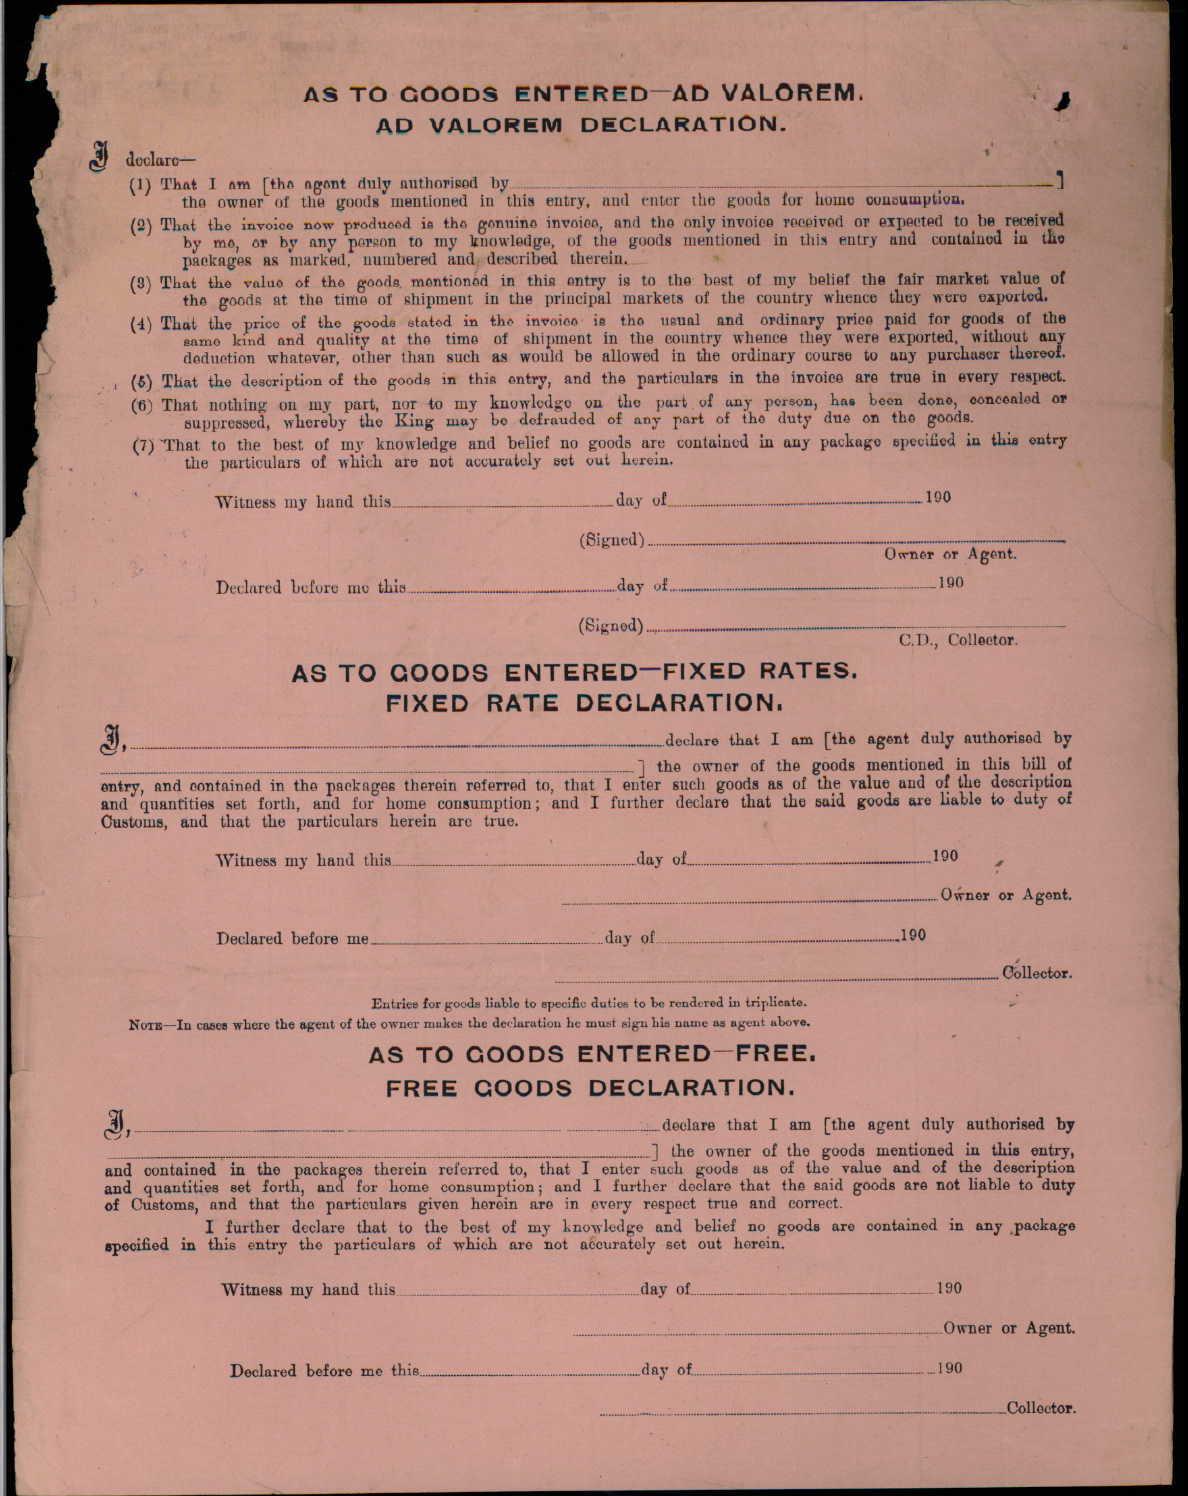 AS TO GOODS ENTERED—AD VALOREM.
AD VALOREM DECLARATION.
I declare—
(1) That I am [the agent duly authorised by ]
the owner of the goods mentioned in this entry, and enter the goods for home consumption.
(2) That the invoice now produced is the genuine invoice, and the only invoice received or expected to be received
by me, or by any person to my knowledge, of the goods mentioned in this entry and contained in the
packages as marked, numbered and described therein.
(3) That the value of the goods mentioned in this entry is to the best of my belief the fair market value of
the goods at the time of shipment in the principal markets of the country whence they were exported.
(4) That the price of the goods stated in the invoice is the usual and ordinary price paid for goods of the
same kind and quality at the time of shipment in the country whence they were exported, without any
deduction whatever, other than such as would be allowed in the ordinary course to any purchaser thereof.
(5) That the description of the goods in this entry, and the particulars in the invoice are true in every respect.
(6) That nothing on my part, nor to my knowledge on the part of any person, has been done, concealed or
suppressed, whereby the King may be defrauded of any part of the duty due on the goods.
(7) That to the best of my knowledge and belief no goods are contained in any package specified in this entry
the particulars of which are not accurately set out herein.
Witness my hand this day of 190
(Signed)
Owner or Agent.
Declared before me this day of 190
(Signed)
C.D., Collector.
AS TO GOODS ENTERED—FIXED RATES.
FIXED RATE DECLARATION.
I, declare that I am [the agent duly authorised by
] the owner of the goods mentioned in this bill of
entry, and contained in the packages therein referred to, that I enter such goods as of the value and of the description
and quantities set forth, and for home consumption; and I further declare that the said goods are liable to duty of
Customs, and that the particulars herein are true.
Witness my hand this day of 190
Owner or Agent.
Declared before me day of 190
Collector.
Entries for goods liable to specific duties to be rendered in triplicate.
NOTE—In cases where the agent of the owner makes the declaration he must sign his name as agent above.
AS TO GOODS ENTERED—FREE.
FREE GOODS DECLARATION.
I, declare that I am [the agent duly authorised by
] the owner of the goods mentioned in this entry,
and contained in the packages therein referred to, that I enter such goods as of the value and of the description
and quantities set forth, and for home consumption; and I further declare that the said goods are not liable to duty
of Customs, and that the particulars given herein are in every respect true and correct.
I further declare that to the best of my knowledge and belief no goods are contained in any package
specified in this entry the particulars of which are not accurately set out herein.
Witness my hand this day of 190
Owner or Agent.
Declared before me this day of 190
Collector.